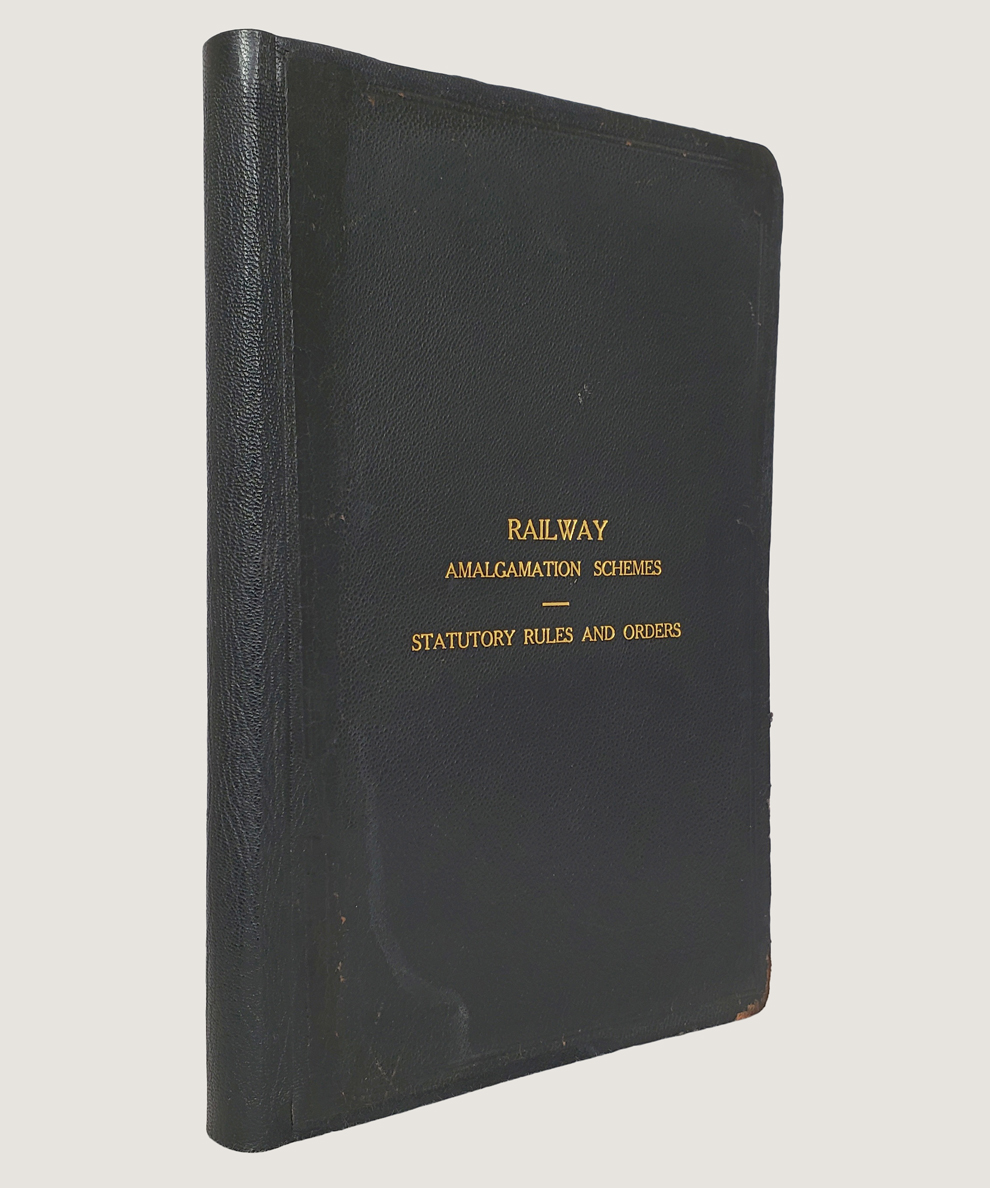 RAILWAY
AMALGAMATION SCHEMES
STATUTORY RULES AND ORDERS